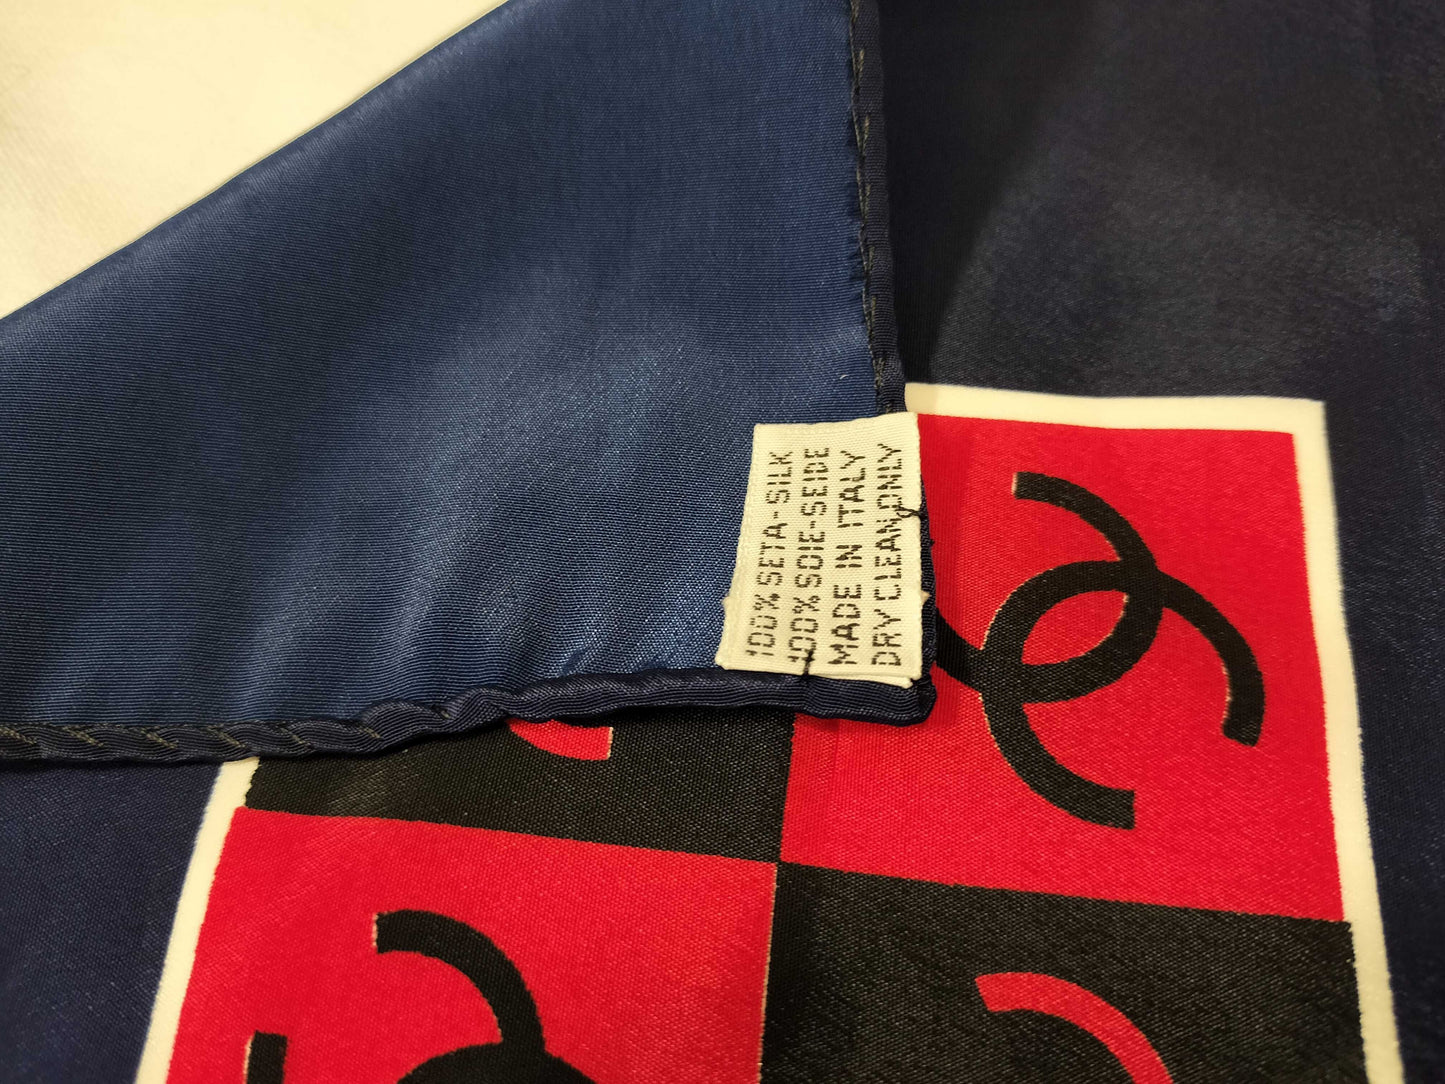 100% SETA-SILK
100% SOIE-SEIDE
MADE IN ITALY
DRY CLEAN ONLY